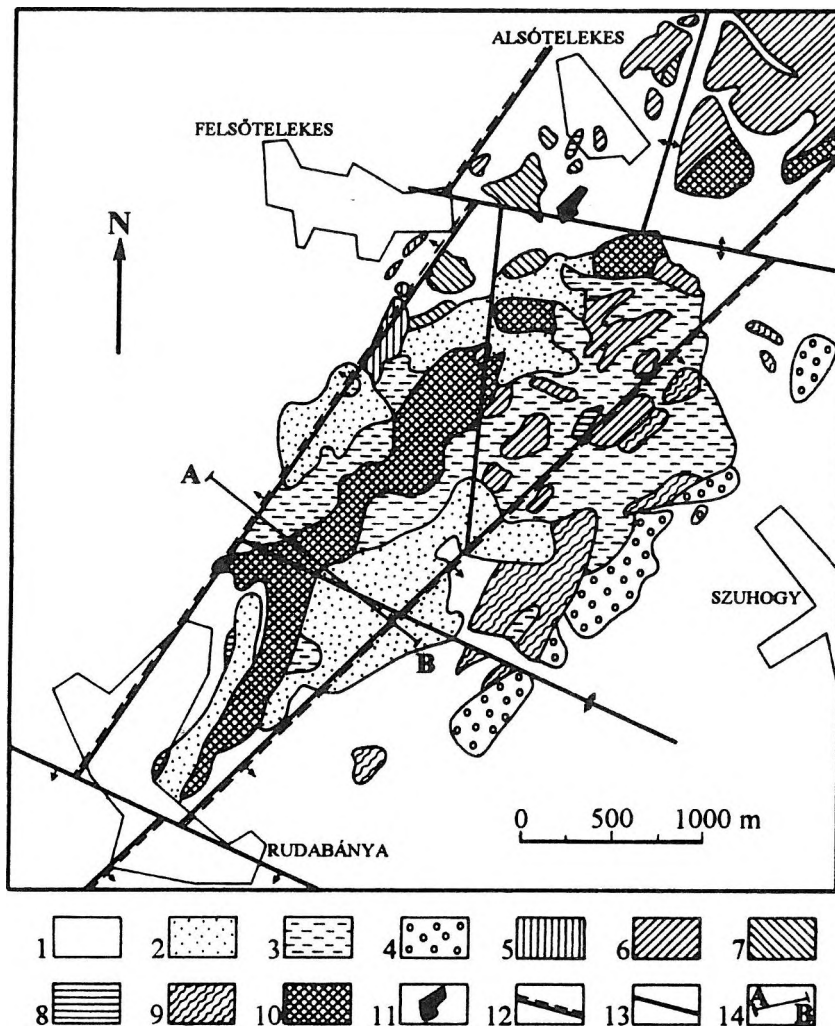 ALSÓTELEKES
FELSŐTELEKES
N
A
B
SZUHOGY
0 500 1000 m
RUDABÁNYA
1 2 3 4 5 6 7
8 9 10 11 12 13 14 A B